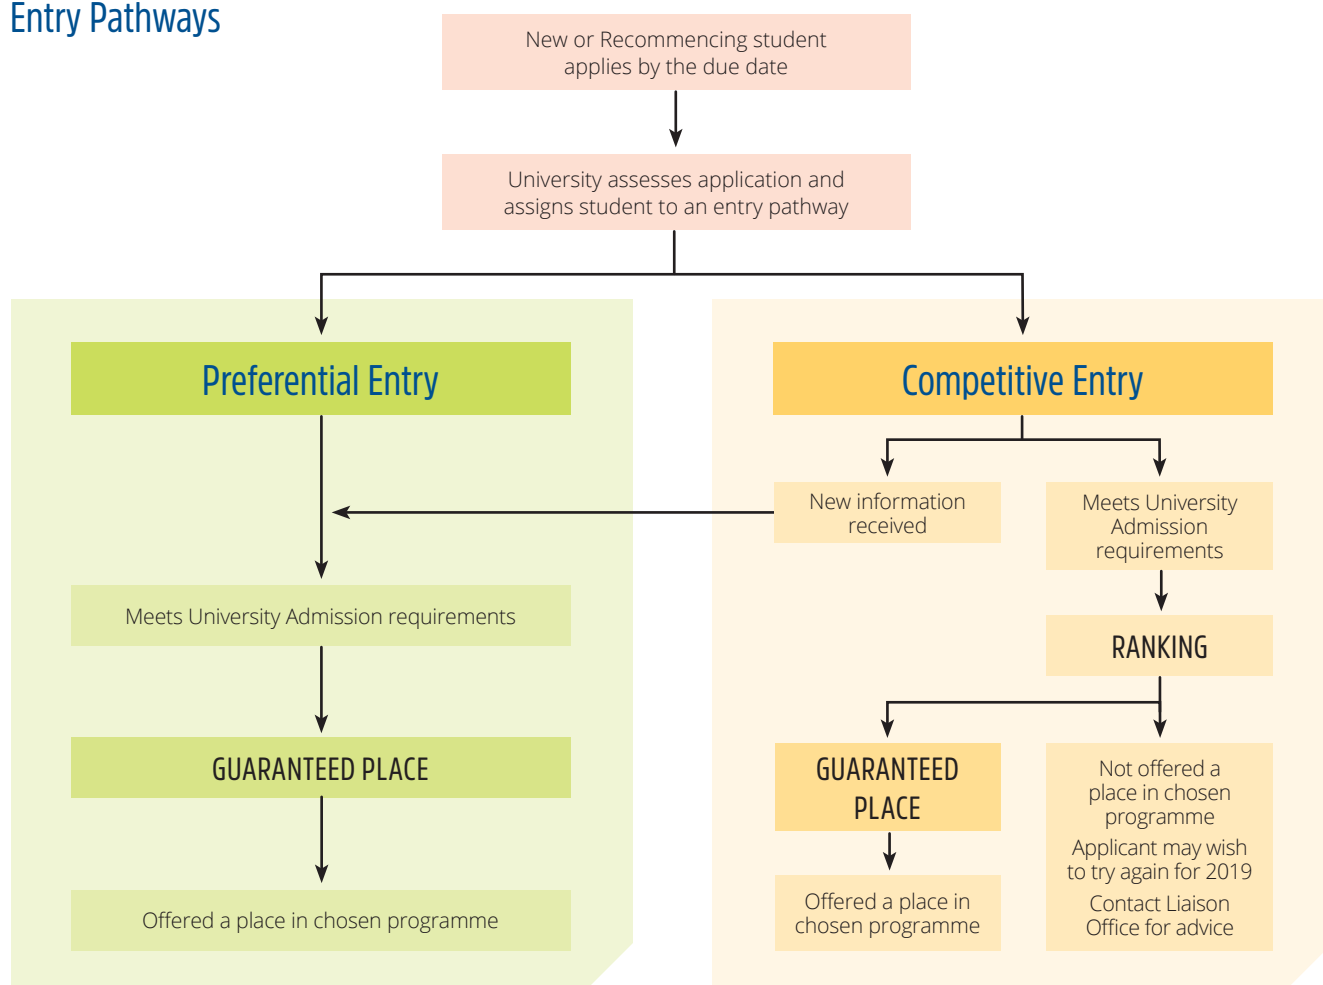 Entry Pathways
New or Recommencing student
applies by the due date
University assesses application and
assigns student to an entry pathway
Preferential Entry
Meets University Admission requirements
GUARANTEED PLACE
Offered a place in chosen programme
Competitive Entry
New information
received
Meets University
Admission
requirements
RANKING
GUARANTEED
PLACE
Offered a place in
chosen programme
Not offered a
place in chosen
programme
Applicant may wish
to try again for 2019
Contact Liaison
Office for advice